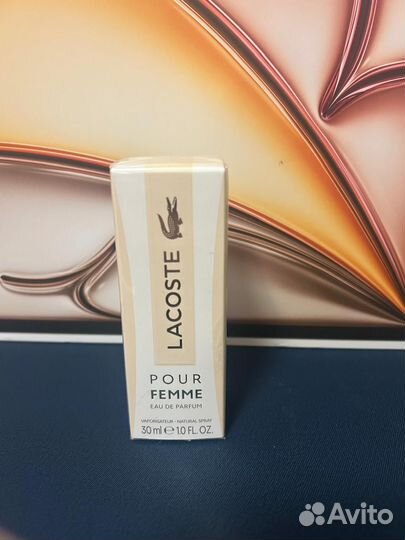 LACOSTE
POUR
FEMME
EAU DE PARFUM
VAPORISATEUR - NATURAL SPRAY
30 ml ℮ 1.0 FL. OZ.
Avito